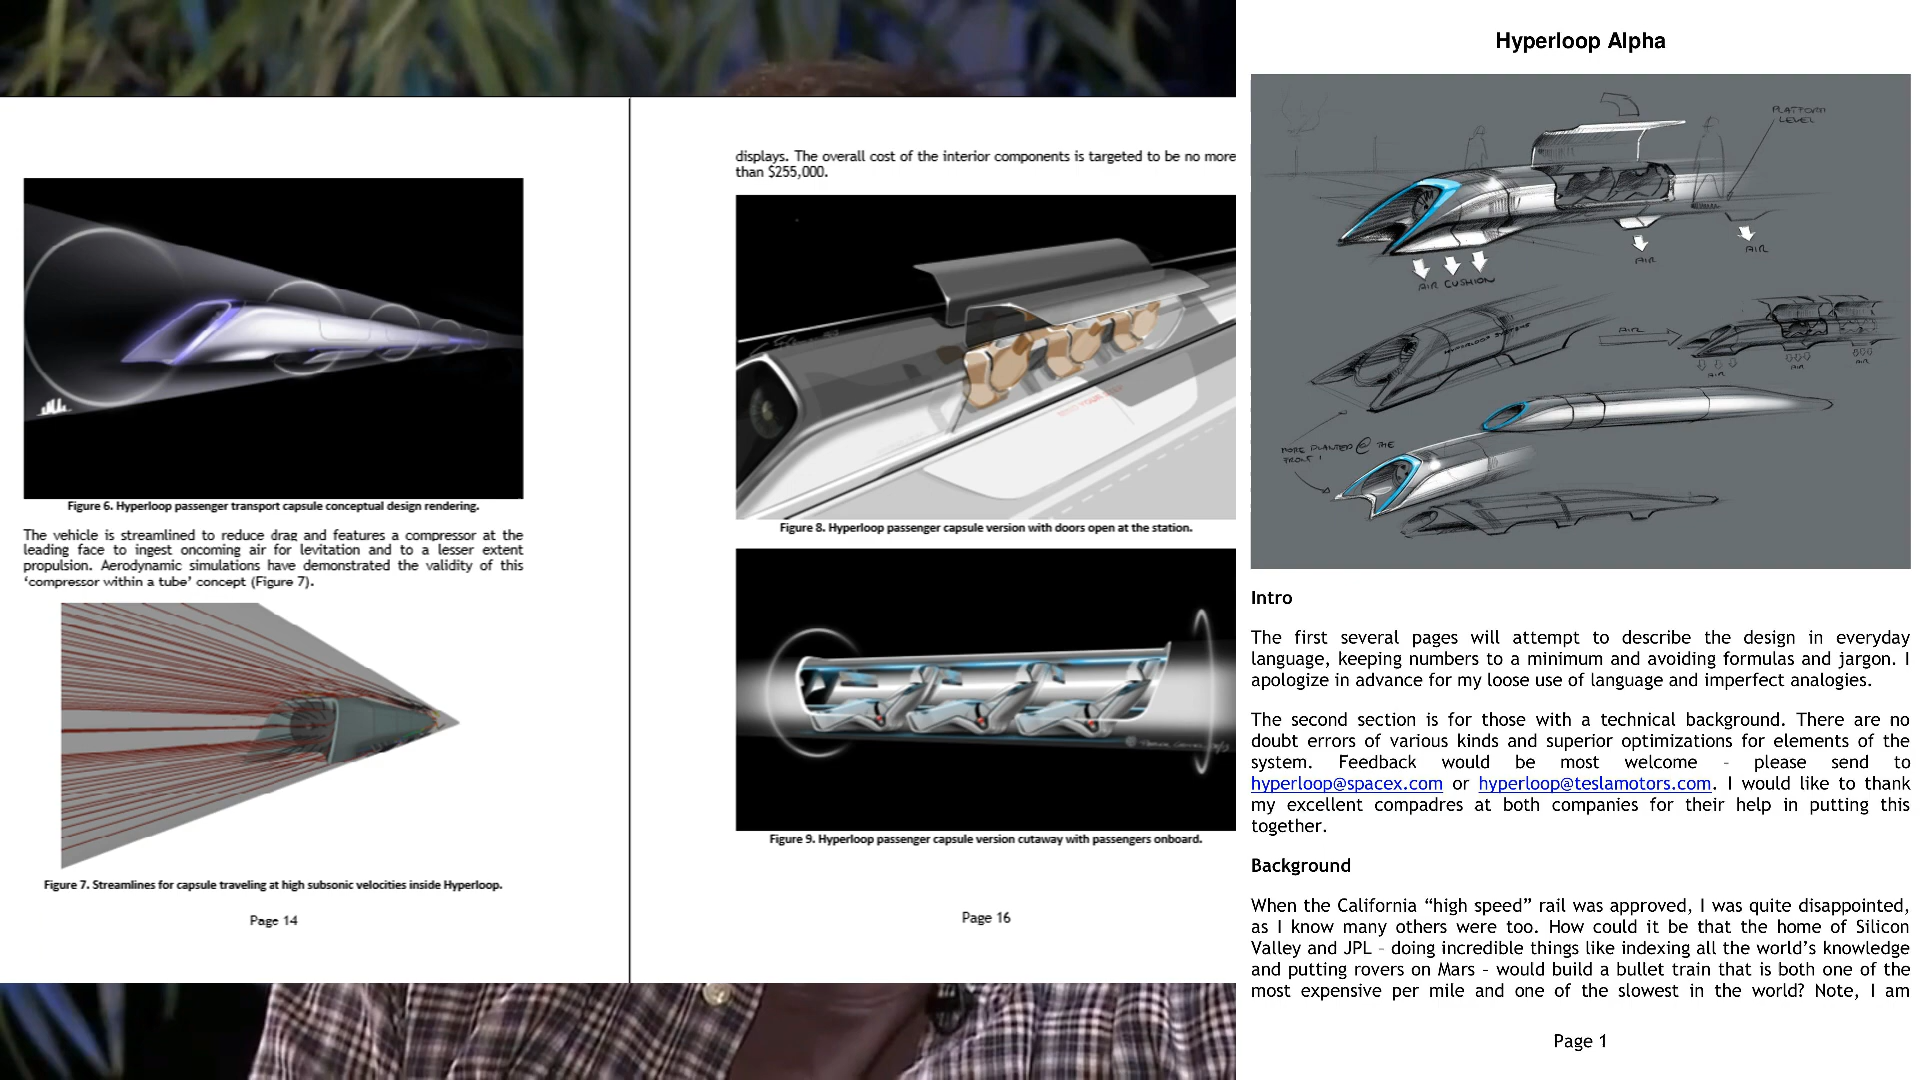 displays. The overall cost of the interior components is targeted to be no more
than $255,000.
Figure 6. Hyperloop passenger transport capsule conceptual design rendering.
The vehicle is streamlined to reduce drag and features a compressor at the
leading face to ingest oncoming air for levitation and to a lesser extent
propulsion. Aerodynamic simulations have demonstrated the validity of this
‘compressor within a tube’ concept (Figure 7).
Figure 7. Streamlines for capsule traveling at high subsonic velocities inside Hyperloop.
Page 14
Figure 8. Hyperloop passenger capsule version with doors open at the station.
Figure 9. Hyperloop passenger capsule version cutaway with passengers onboard.
Page 16
Hyperloop Alpha
PLATFORM
LEVEL
AIR
AIR
AIR CUSHION
HYPERLOOP SYSTEMS
AIR
AIR
AIR
AIR
MORE PLANTED @ THE
FRONT !
Intro
The first several pages will attempt to describe the design in everyday
language, keeping numbers to a minimum and avoiding formulas and jargon. I
apologize in advance for my loose use of language and imperfect analogies.
The second section is for those with a technical background. There are no
doubt errors of various kinds and superior optimizations for elements of the
system. Feedback would be most welcome – please send to
hyperloop@spacex.com or hyperloop@teslamotors.com. I would like to thank
my excellent compadres at both companies for their help in putting this
together.
Background
When the California “high speed” rail was approved, I was quite disappointed,
as I know many others were too. How could it be that the home of Silicon
Valley and JPL – doing incredible things like indexing all the world’s knowledge
and putting rovers on Mars – would build a bullet train that is both one of the
most expensive per mile and one of the slowest in the world? Note, I am
Page 1